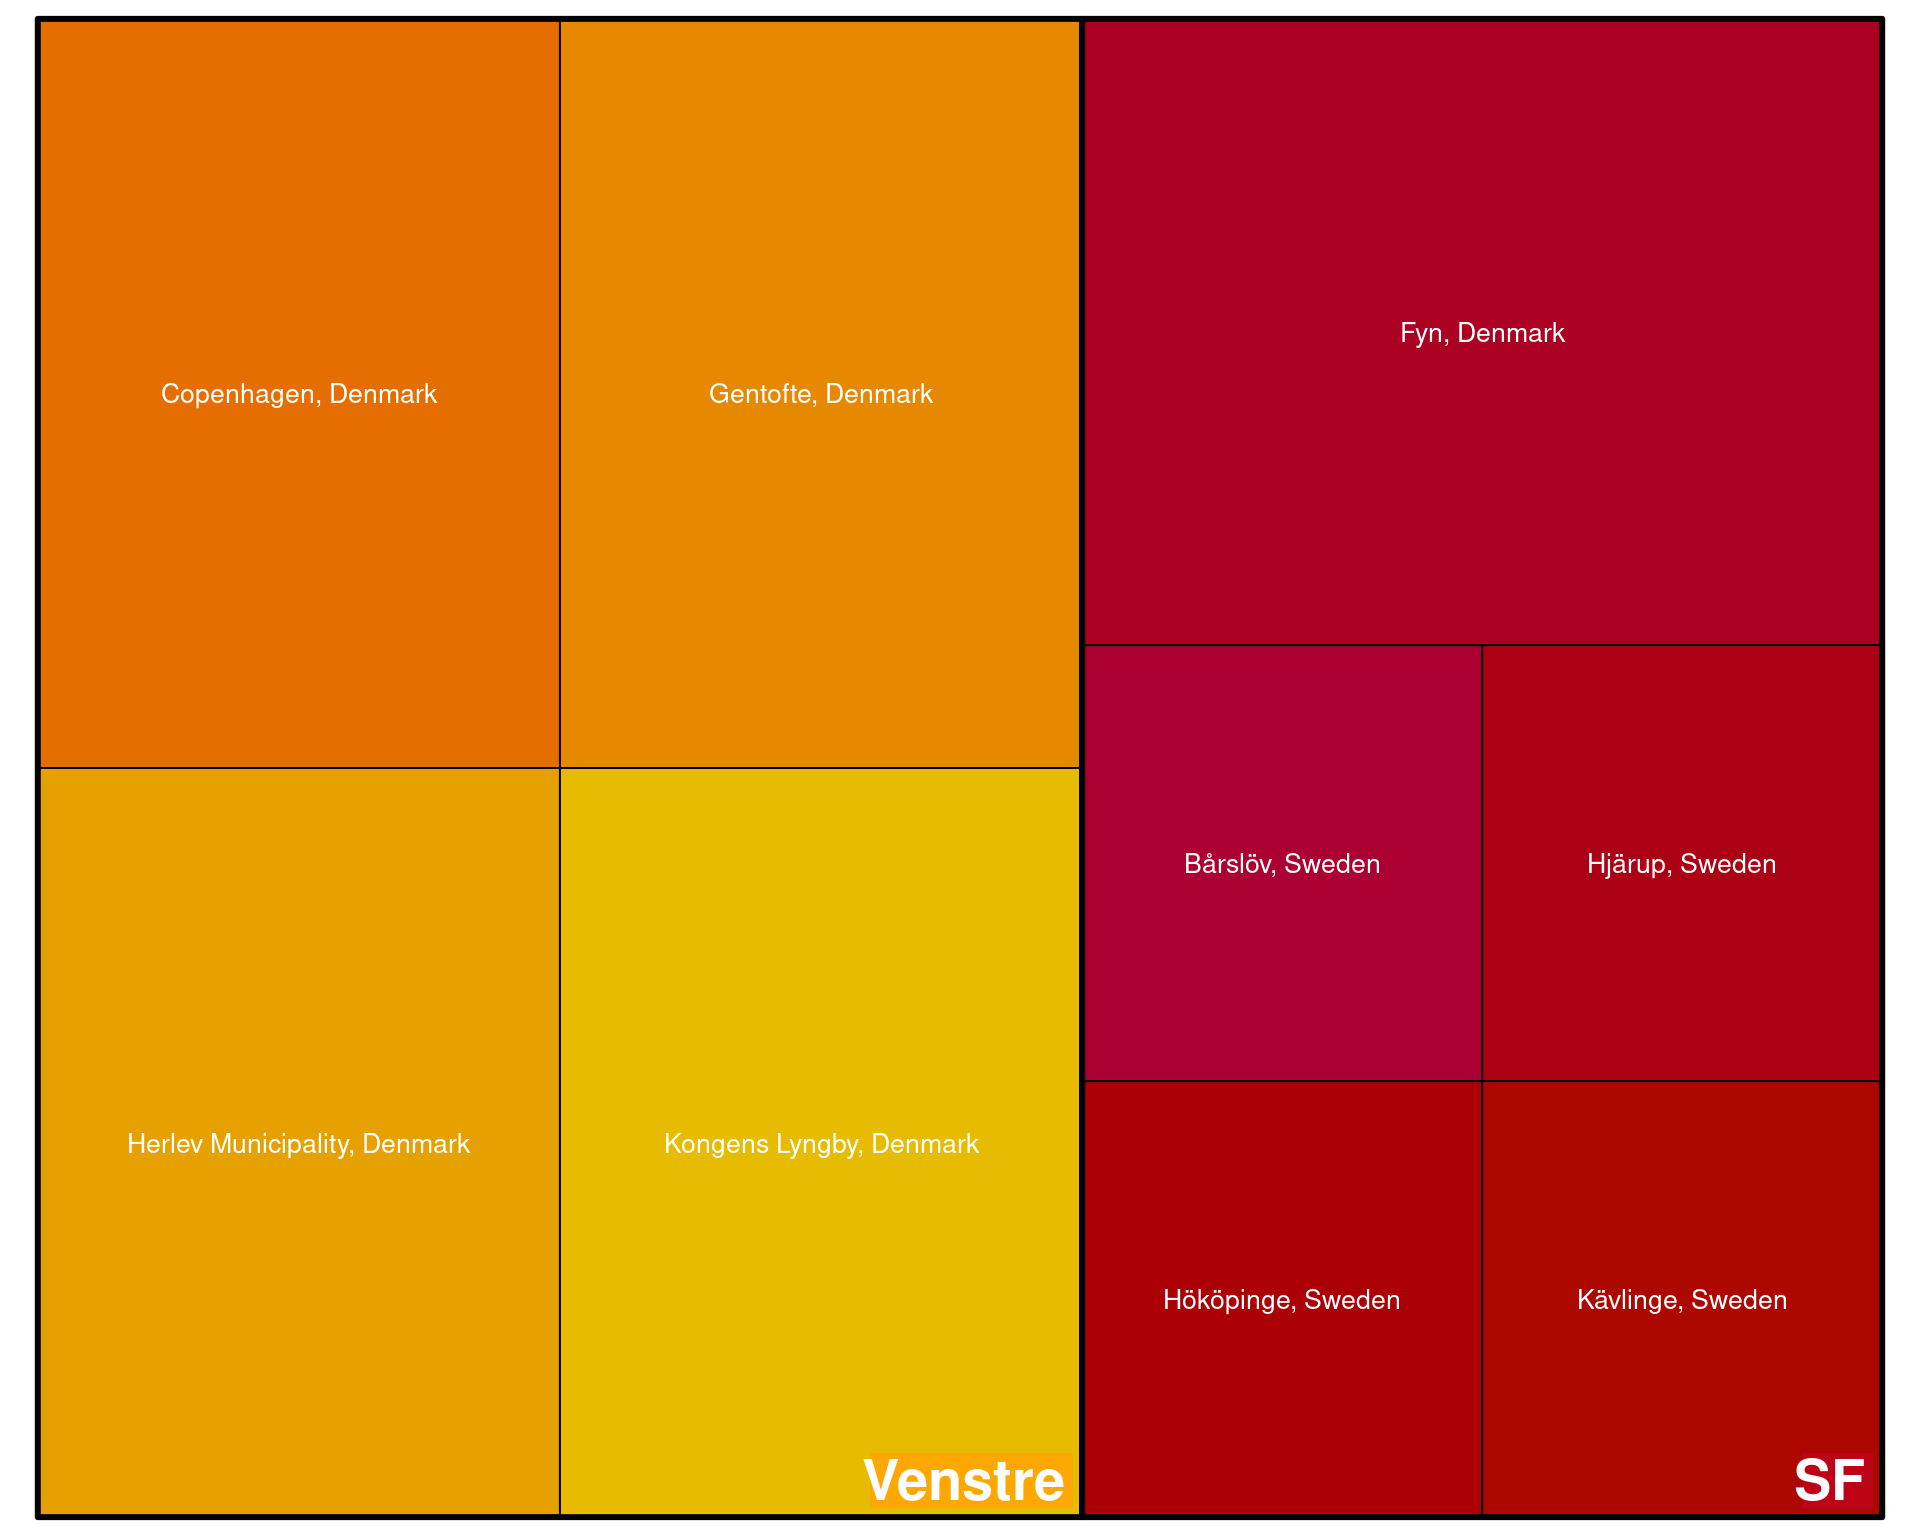 Copenhagen, Denmark
Gentofte, Denmark
Herlev Municipality, Denmark
Kongens Lyngby, Denmark
Venstre
Fyn, Denmark
Bårslöv, Sweden
Hjärup, Sweden
Hököpinge, Sweden
Kävlinge, Sweden
SF